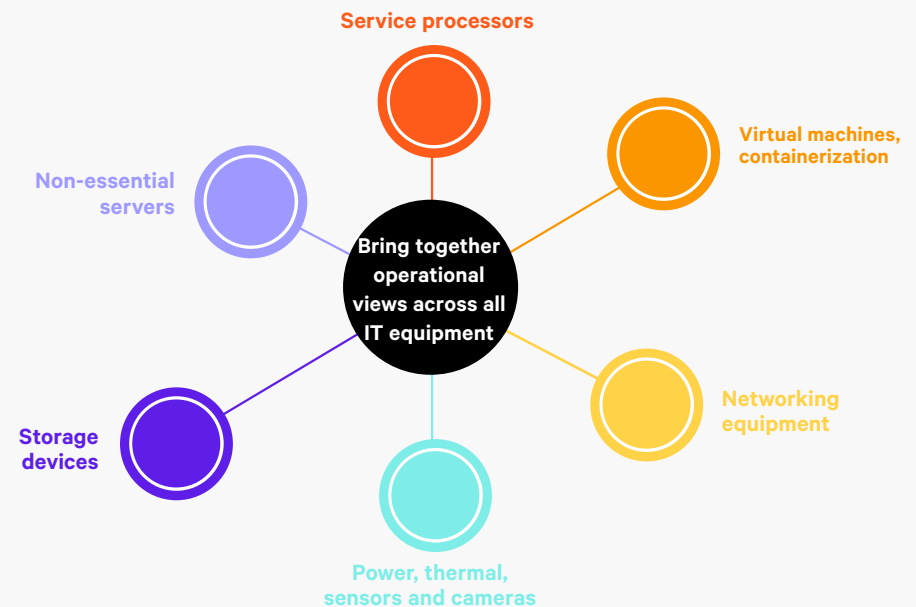 Service processors
Virtual machines,
containerization
Non-essential
servers
Bring together
operational
views across all
IT equipment
Networking
equipment
Storage
devices
Power, thermal,
sensors and cameras